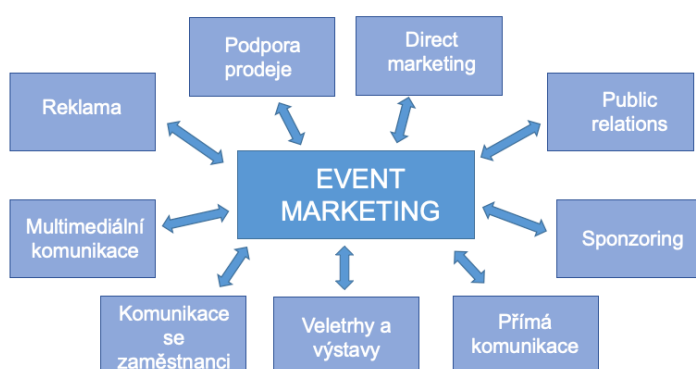 Podpora
prodeje
Direct
marketing
Reklama
Public
relations
EVENT
MARKETING
Multimediální
komunikace
Sponzoring
Komunikace
se
zaměstnanci
Veletrhy a
výstavy
Přímá
komunikace